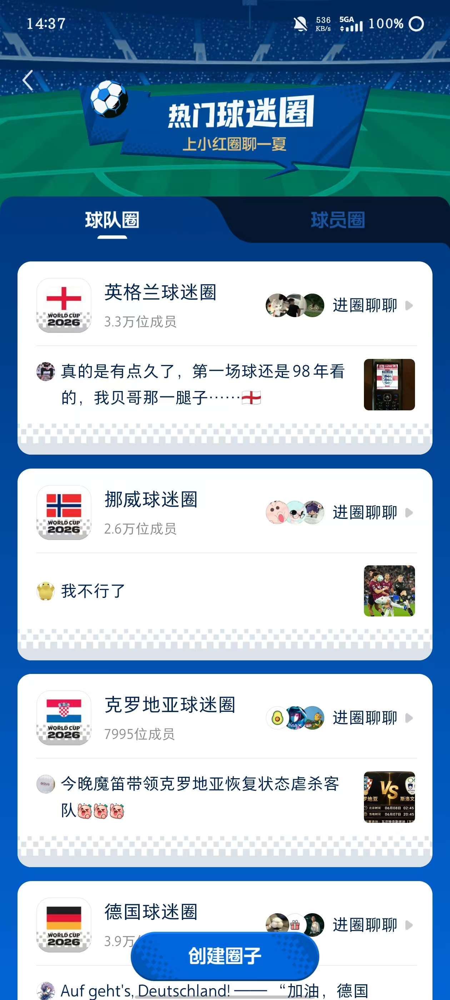 14:37
536
KB/s
5GA
100%
热门球迷圈
上小红圈聊一夏
球队圈
球员圈
英格兰球迷圈
3.3万位成员
进圈聊聊
WORLD CUP
2026
真的是有点久了，第一场球还是98年看
的，我贝哥那一腿子……🏴󠁧󠁢󠁥󠁮󠁧󠁿
ENGLAND
挪威球迷圈
2.6万位成员
进圈聊聊
WORLD CUP
2026
我不行了
克罗地亚球迷圈
7995位成员
进圈聊聊
WORLD CUP
2026
今晚魔笛带领克罗地亚恢复状态虐杀客
队
VS
罗地亚
斯洛文
北京时间 06月08日 02:45
当地时间 06月07日 20:45
德国球迷圈
3.9万
进圈聊聊
WORLD CUP
2026
创建圈子
Auf geht's, Deutschland! —— “加油，德国